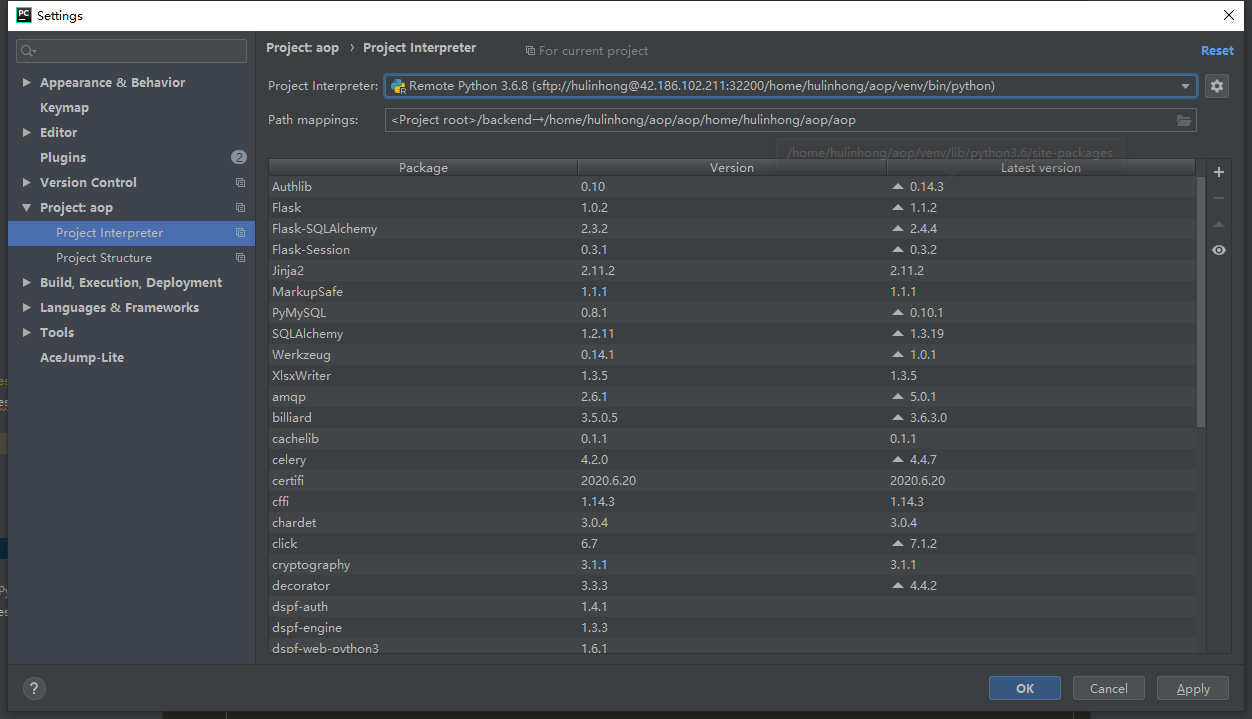 PC Settings
Project: aop › Project Interpreter For current project Reset
Project Interpreter: Remote Python 3.6.8 (sftp://hulinhong@42.186.102.211:32200/home/hulinhong/aop/venv/bin/python)
Path mappings: <Project root>/backend→/home/hulinhong/aop/aop/home/hulinhong/aop/aop
/home/hulinhong/aop/venv/lib/python3.6/site-packages
Appearance & Behavior
Keymap
Editor
Plugins 2
Version Control
Project: aop
Project Interpreter
Project Structure
Build, Execution, Deployment
Languages & Frameworks
Tools
AceJump-Lite
Package Version Latest version
Authlib 0.10 0.14.3
Flask 1.0.2 1.1.2
Flask-SQLAlchemy 2.3.2 2.4.4
Flask-Session 0.3.1 0.3.2
Jinja2 2.11.2 2.11.2
MarkupSafe 1.1.1 1.1.1
PyMySQL 0.8.1 0.10.1
SQLAlchemy 1.2.11 1.3.19
Werkzeug 0.14.1 1.0.1
XlsxWriter 1.3.5 1.3.5
amqp 2.6.1 5.0.1
billiard 3.5.0.5 3.6.3.0
cachelib 0.1.1 0.1.1
celery 4.2.0 4.4.7
certifi 2020.6.20 2020.6.20
cffi 1.14.3 1.14.3
chardet 3.0.4 3.0.4
click 6.7 7.1.2
cryptography 3.1.1 3.1.1
decorator 3.3.3 4.4.2
dspf-auth 1.4.1
dspf-engine 1.3.3
dspf-web-python3 1.6.1
? OK Cancel Apply